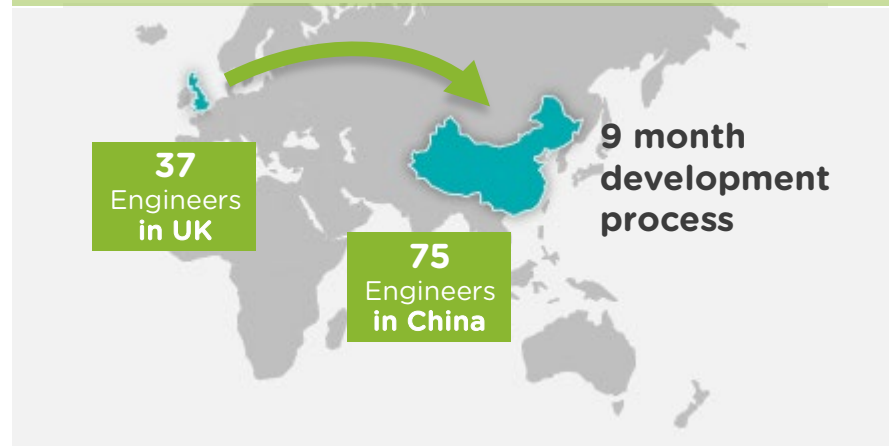 37
Engineers
in UK
75
Engineers
in China
9 month
development
process